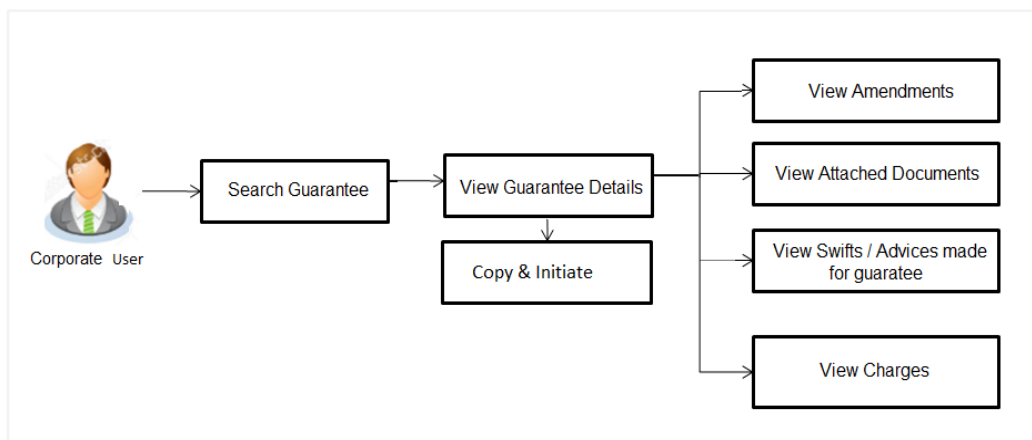 Corporate User
Search Guarantee
View Guarantee Details
Copy & Initiate
View Amendments
View Attached Documents
View Swifts / Advices made
for guaratee
View Charges